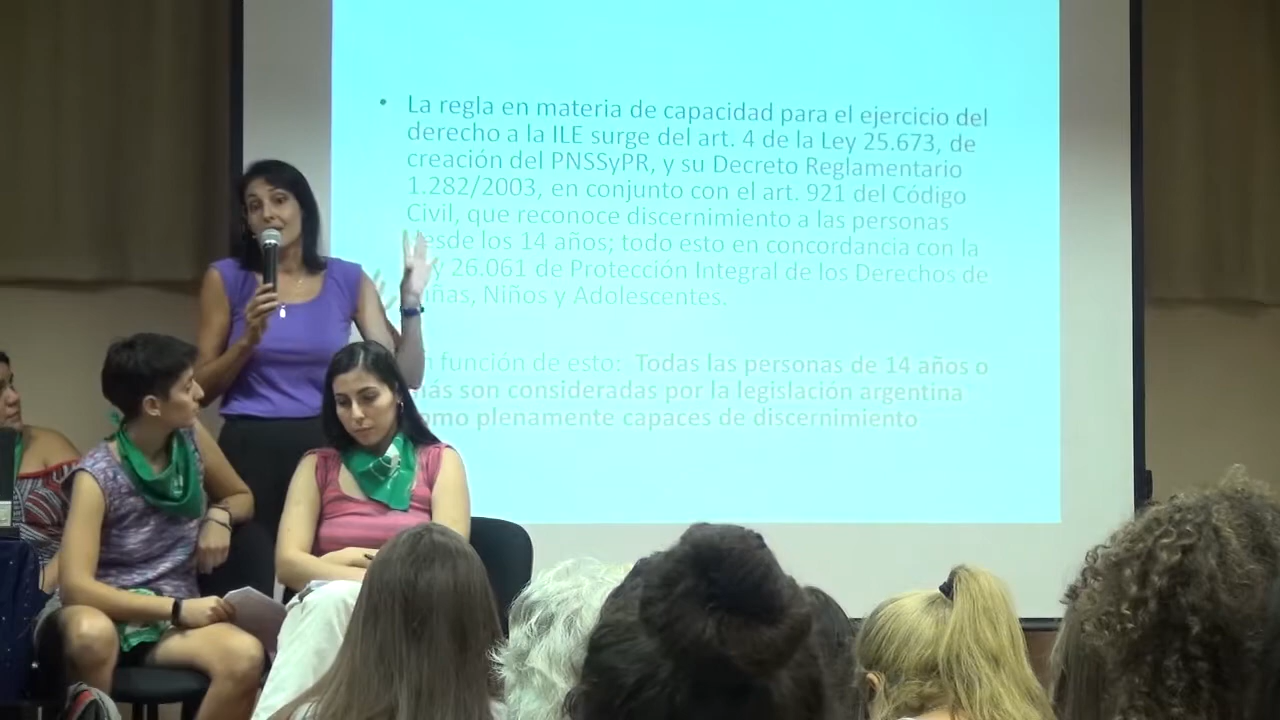 • La regla en materia de capacidad para el ejercicio del
derecho a la ILE surge del art. 4 de la Ley 25.673, de
creación del PNSSyPR, y su Decreto Reglamentario
1.282/2003, en conjunto con el art. 921 del Código
Civil, que reconoce discernimiento a las personas
desde los 14 años; todo esto en concordancia con la
y 26.061 de Protección Integral de los Derechos de
iñas, Niños y Adolescentes.
n función de esto: Todas las personas de 14 años o
más son consideradas por la legislación argentina
omo plenamente capaces de discernimiento